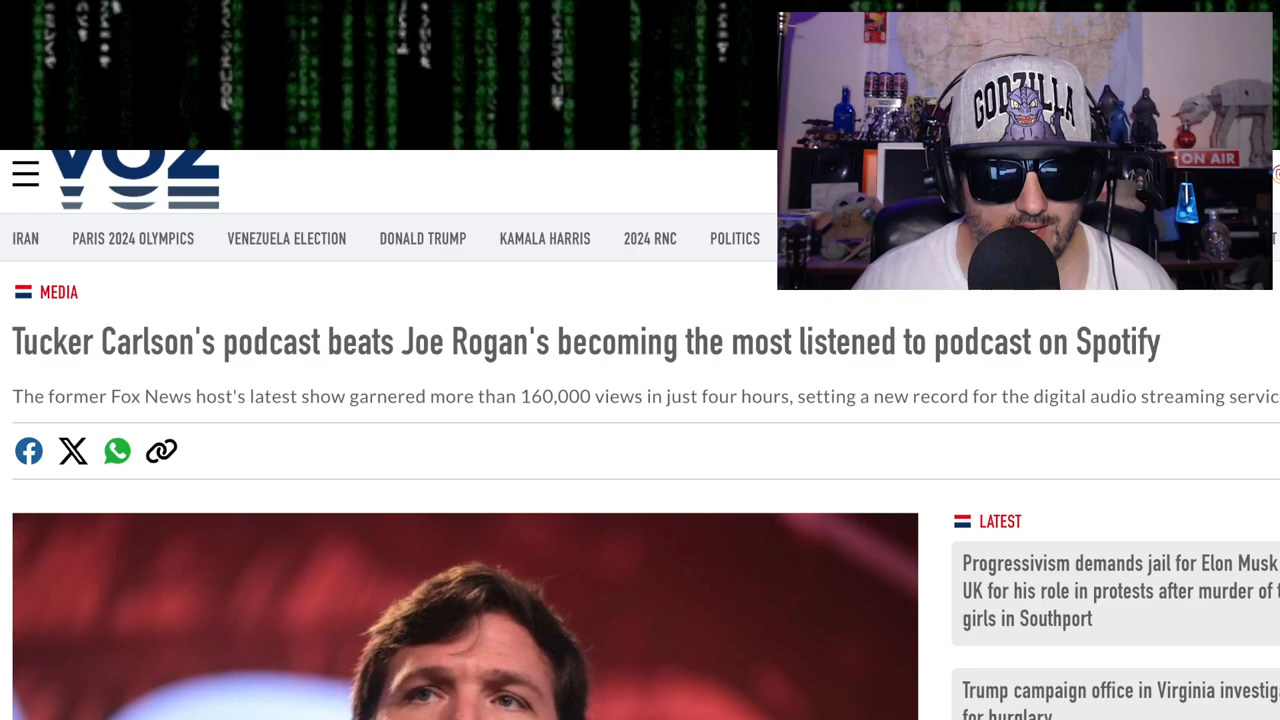 GODZILLA
ON AIR
VOZ
IRAN PARIS 2024 OLYMPICS VENEZUELA ELECTION DONALD TRUMP KAMALA HARRIS 2024 RNC POLITICS
MEDIA
Tucker Carlson's podcast beats Joe Rogan's becoming the most listened to podcast on Spotify
The former Fox News host's latest show garnered more than 160,000 views in just four hours, setting a new record for the digital audio streaming servic
LATEST
Progressivism demands jail for Elon Musk
UK for his role in protests after murder of t
girls in Southport
Trump campaign office in Virginia investiga
for burglary